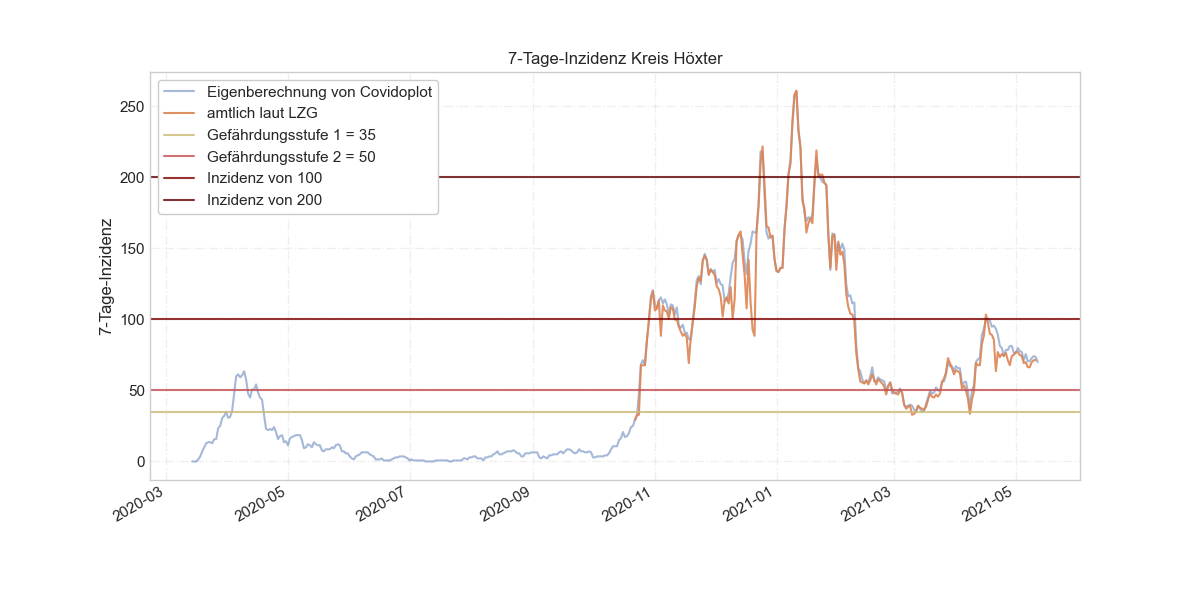 7-Tage-Inzidenz Kreis Höxter
Eigenberechnung von Covidoplot
amtlich laut LZG
Gefährdungsstufe 1 = 35
Gefährdungsstufe 2 = 50
Inzidenz von 100
Inzidenz von 200
7-Tage-Inzidenz
250
200
150
100
50
0
2020-03
2020-05
2020-07
2020-09
2020-11
2021-01
2021-03
2021-05